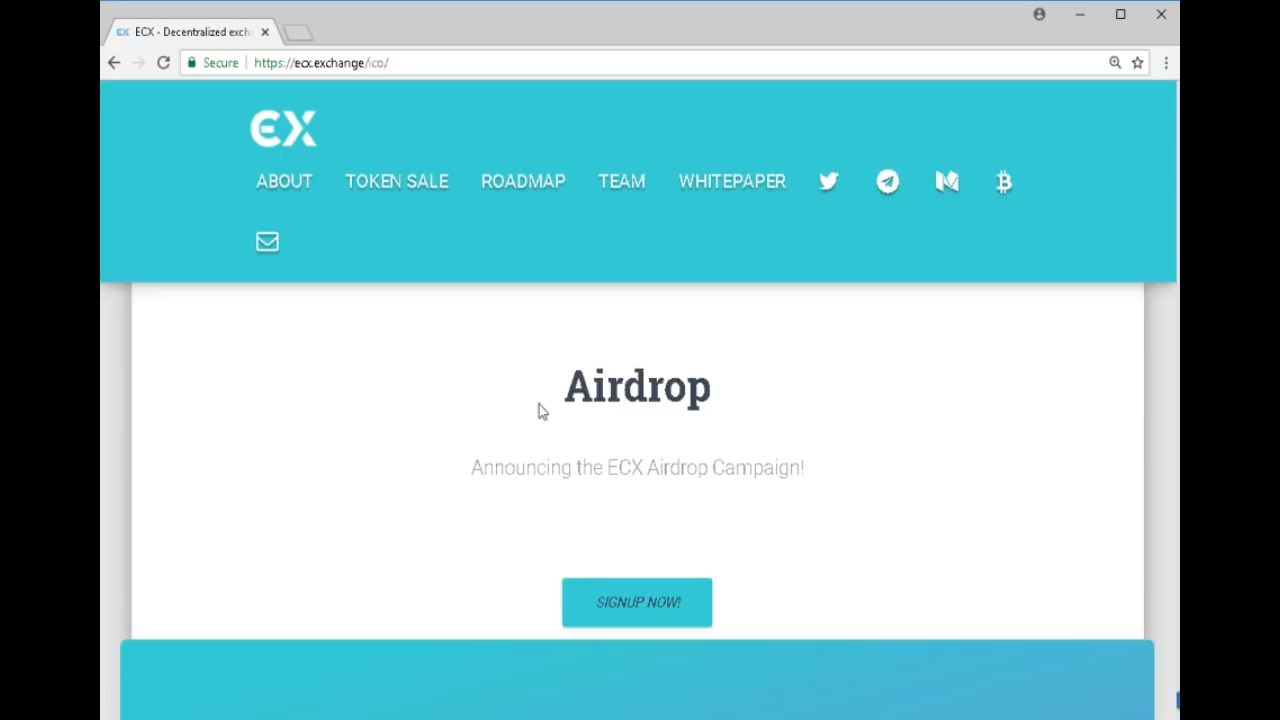 ECX - Decentralized exch
Secure
https://ecx.exchange/ico/
EX
ABOUT TOKEN SALE ROADMAP TEAM WHITEPAPER
Airdrop
Announcing the ECX Airdrop Campaign!
SIGNUP NOW!